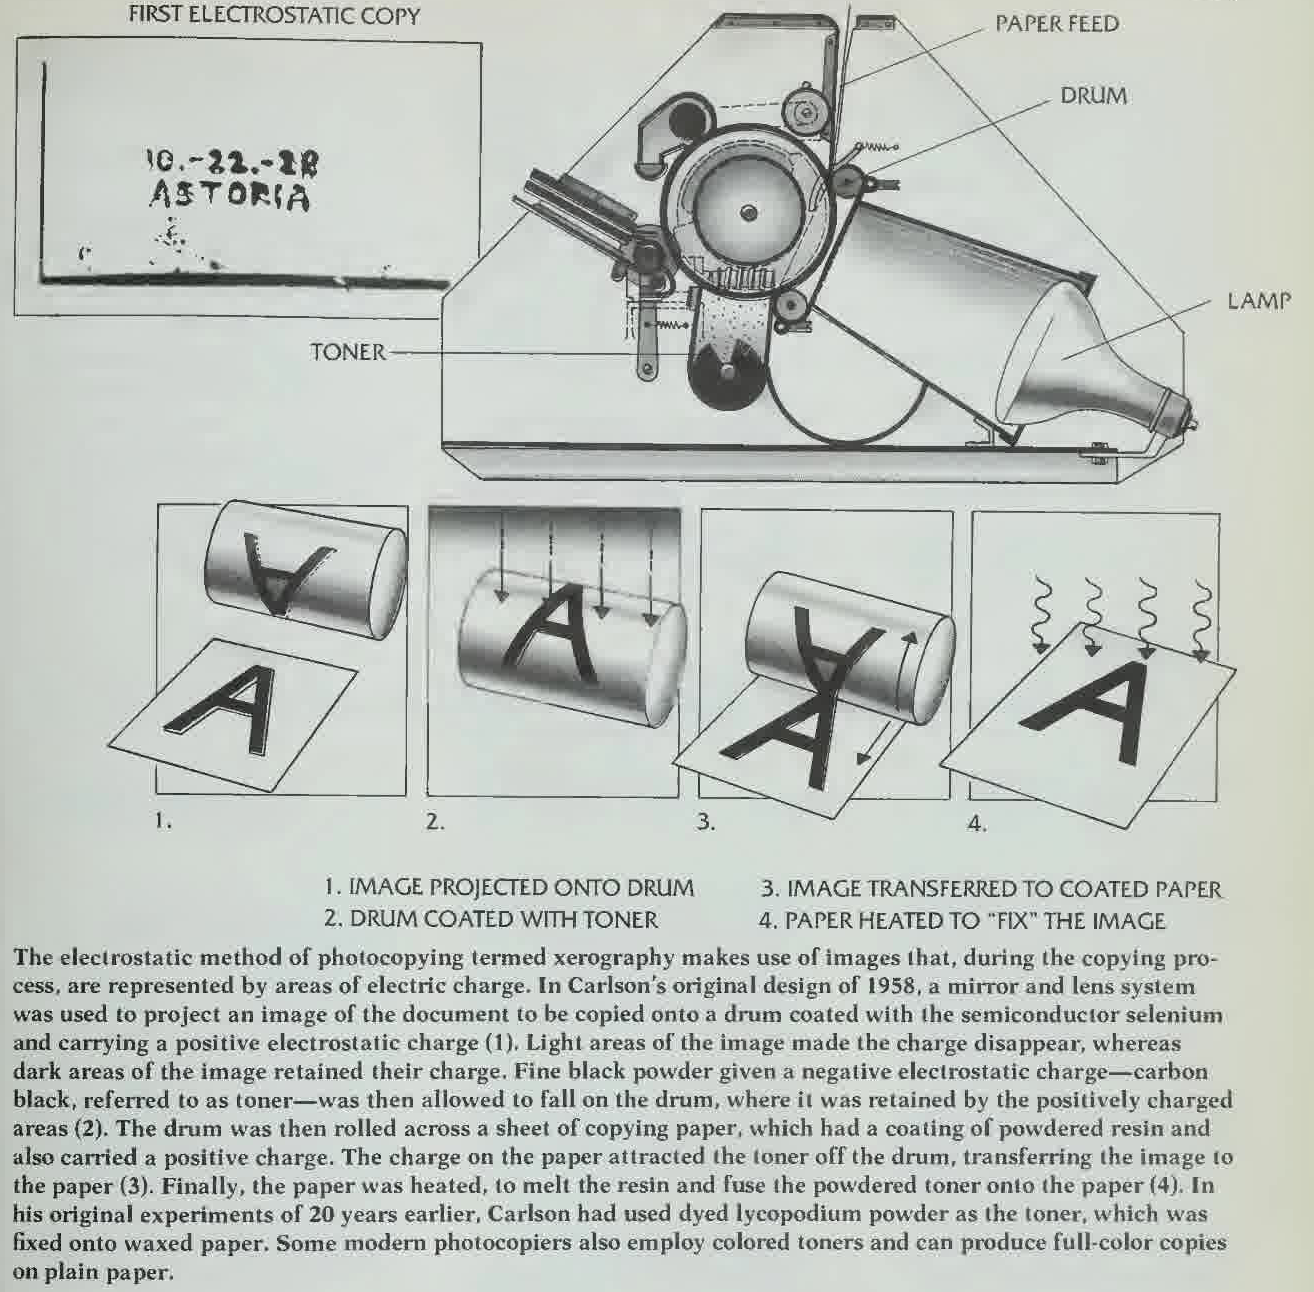 FIRST ELECTROSTATIC COPY
PAPER FEED
DRUM
10.-22.-38
ASTORIA
LAMP
TONER
A
A
A
A
A
A
A
1.
2.
3.
4.
1. IMAGE PROJECTED ONTO DRUM
2. DRUM COATED WITH TONER
3. IMAGE TRANSFERRED TO COATED PAPER
4. PAPER HEATED TO "FIX" THE IMAGE
The electrostatic method of photocopying termed xerography makes use of images that, during the copying pro-
cess, are represented by areas of electric charge. In Carlson's original design of 1958, a mirror and lens system
was used to project an image of the document to be copied onto a drum coated with the semiconductor selenium
and carrying a positive electrostatic charge (1). Light areas of the image made the charge disappear, whereas
dark areas of the image retained their charge. Fine black powder given a negative electrostatic charge—carbon
black, referred to as toner—was then allowed to fall on the drum, where it was retained by the positively charged
areas (2). The drum was then rolled across a sheet of copying paper, which had a coating of powdered resin and
also carried a positive charge. The charge on the paper attracted the toner off the drum, transferring the image to
the paper (3). Finally, the paper was heated, to melt the resin and fuse the powdered toner onto the paper (4). In
his original experiments of 20 years earlier, Carlson had used dyed lycopodium powder as the toner, which was
fixed onto waxed paper. Some modern photocopiers also employ colored toners and can produce full-color copies
on plain paper.